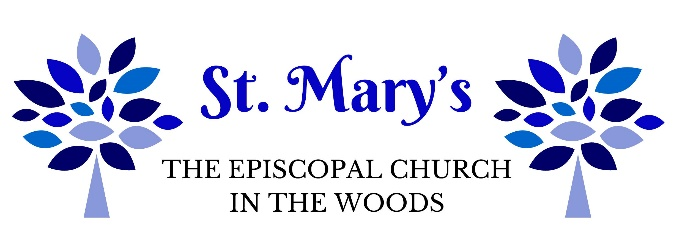 St. Mary's
THE EPISCOPAL CHURCH
IN THE WOODS